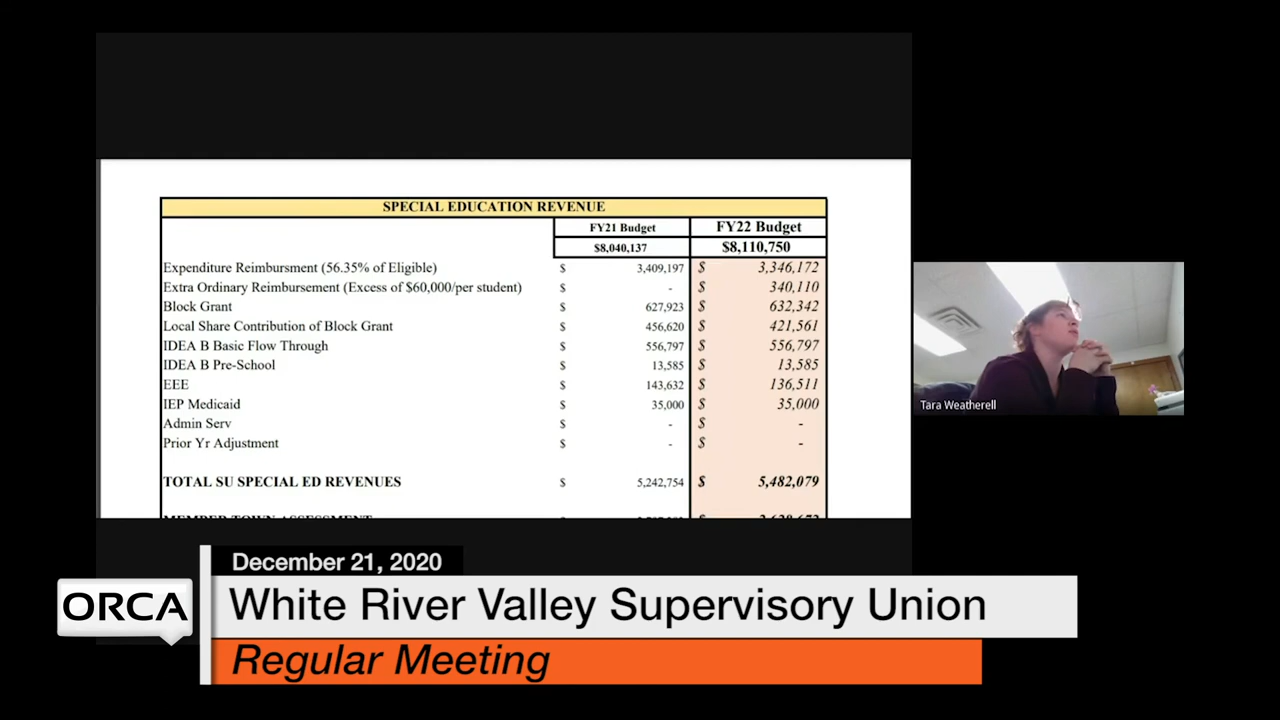 SPECIAL EDUCATION REVENUE
FY21 Budget FY22 Budget
$8,040,137 $8,110,750
Expenditure Reimbursment (56.35% of Eligible) $ 3,409,197 $ 3,346,172
Extra Ordinary Reimbursement (Excess of $60,000/per student) $ - $ 340,110
Block Grant $ 627,923 $ 632,342
Local Share Contribution of Block Grant $ 456,620 $ 421,561
IDEA B Basic Flow Through $ 556,797 $ 556,797
IDEA B Pre-School $ 13,585 $ 13,585
EEE $ 143,632 $ 136,511
IEP Medicaid $ 35,000 $ 35,000
Admin Serv $ - $ -
Prior Yr Adjustment $ - $ -
TOTAL SU SPECIAL ED REVENUES $ 5,242,754 $ 5,482,079
MEMBER TOWN ASSESSMENT
Tara Weatherell
December 21, 2020
ORCA
White River Valley Supervisory Union
Regular Meeting